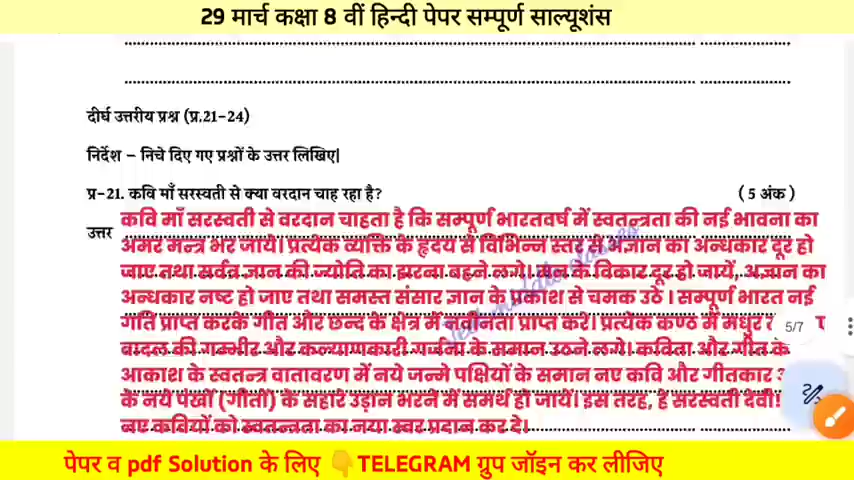 29 मार्च कक्षा 8 वीं हिन्दी पेपर सम्पूर्ण साल्यूशंस
दीर्घ उत्तरीय प्रश्न (प्र.21-24)
निर्देश – निचे दिए गए प्रश्नों के उत्तर लिखिए|
प्र-21. कवि माँ सरस्वती से क्या वरदान चाह रहा है? ( 5 अंक )
उत्तर कवि माँ सरस्वती से वरदान चाहता है कि सम्पूर्ण भारतवर्ष में स्वतन्त्रता की नई भावना का
अमर मन्त्र भर जाये। प्रत्येक व्यक्ति के हृदय से विभिन्न स्तर से अज्ञान का अन्धकार दूर हो
जाए तथा सर्वत्र ज्ञान की ज्योति का झरना बहने लगे। मन के विकार दूर हो जायें, अज्ञान का
अन्धकार नष्ट हो जाए तथा समस्त संसार ज्ञान के प्रकाश से चमक उठे । सम्पूर्ण भारत नई
गति प्राप्त करके गीत और छन्द के क्षेत्र में नवीनता प्राप्त करे। प्रत्येक कण्ठ में मधुर
5/7
बादल की गम्भीर और कल्याणकारी गर्जना के समान उठने लगे। कविता और गीत के
आकाश के स्वतन्त्र वातावरण में नये जन्मे पक्षियों के समान नए कवि और गीतकार
के नये पंखों (गीतों) के सहारे उड़ान भरने में समर्थ हो जायें। इस तरह, हे सरस्वती देवी!
नए कवियों को स्वतन्त्रता का नया स्वर प्रदान कर दे।
पेपर व pdf Solution के लिए 👇TELEGRAM ग्रुप जॉइन कर लीजिए